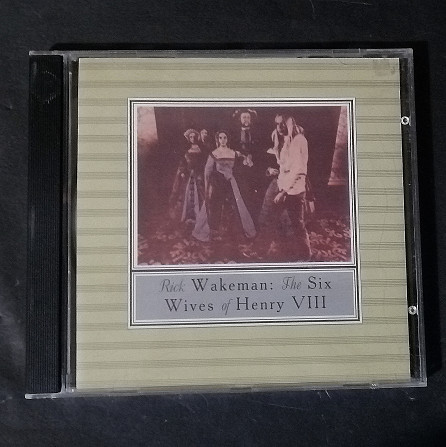 Rick Wakeman: The Six
Wives of Henry VIII